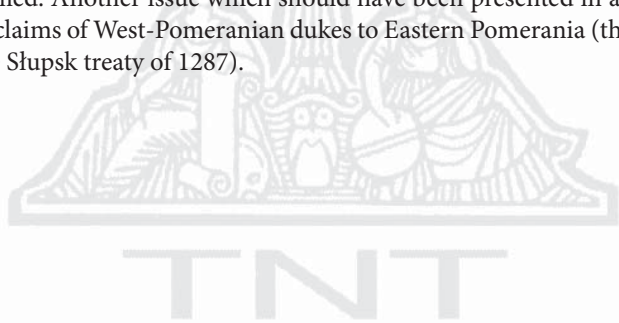 Another issue which should have been presented in a
claims of West-Pomeranian dukes to Eastern Pomerania (th
Słupsk treaty of 1287).
TNT